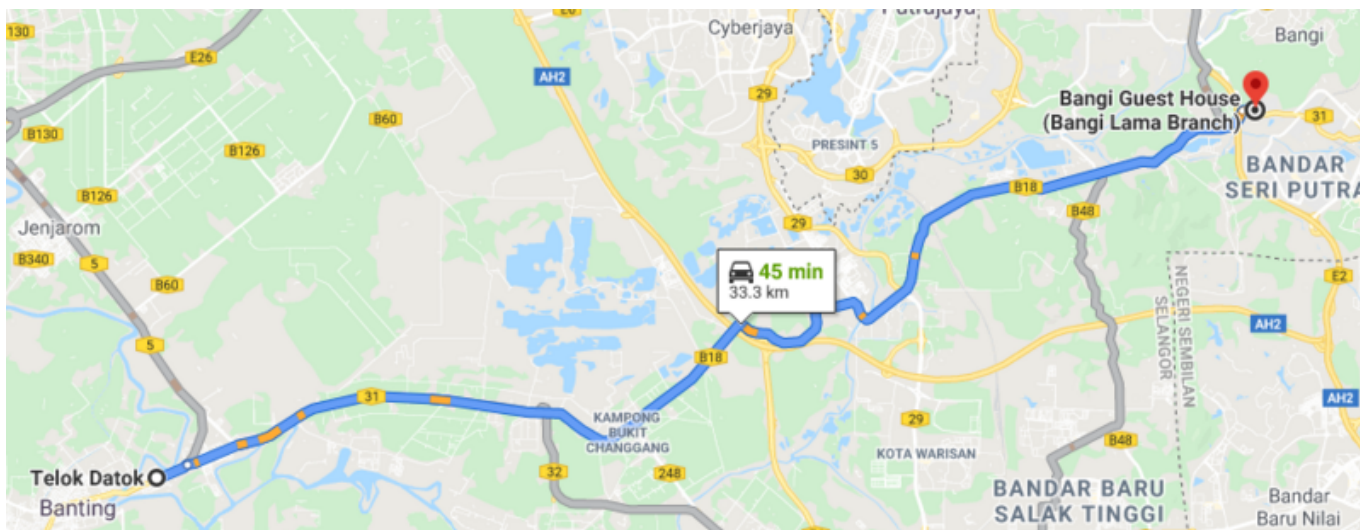 E6
Putrajaya
130
Cyberjaya
Bangi
E26
AH2
29
Bangi Guest House
(Bangi Lama Branch)
31
B60
B130
B126
PRESINT 5
30
BANDAR
SERI PUTRA
B126
B18
B48
Jenjarom
29
B340
5
45 min
33.3 km
NEGERI SEMBILAN
SELANGOR
E2
B60
AH2
5
B18
31
AH2
KAMPONG
BUKIT
CHANGGANG
29
B48
KOTA WARISAN
32
248
Telok Datok
Banting
BANDAR BARU
SALAK TINGGI
Bandar
Baru Nilai